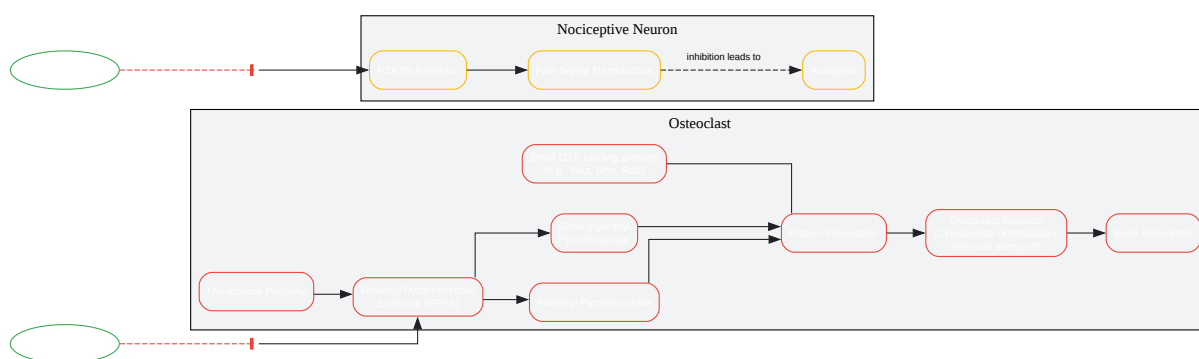 Nociceptive Neuron
P2X2/3 Receptor
Pain Signal Transduction
inhibition leads to
Analgesia
Osteoclast
Small GTP-binding proteins
(e.g., Ras, Rho, Rab)
Geranylgeranyl
Pyrophosphate
Protein Prenylation
Osteoclast Function
(Cytoskeletal organization,
vesicular transport)
Bone Resorption
Mevalonate Pathway
Farnesyl Pyrophosphate
Synthase (FPPS)
Farnesyl Pyrophosphate